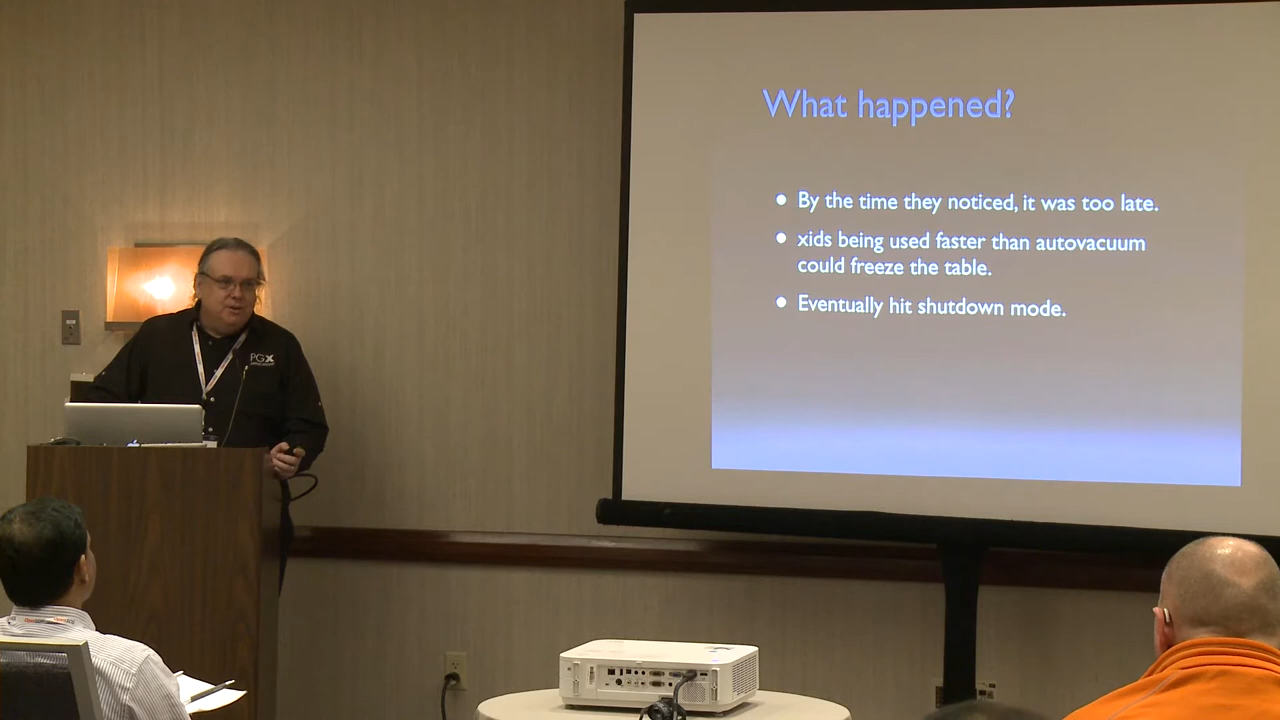 What happened?
By the time they noticed, it was too late.
xids being used faster than autovacuum
could freeze the table.
Eventually hit shutdown mode.
PGX